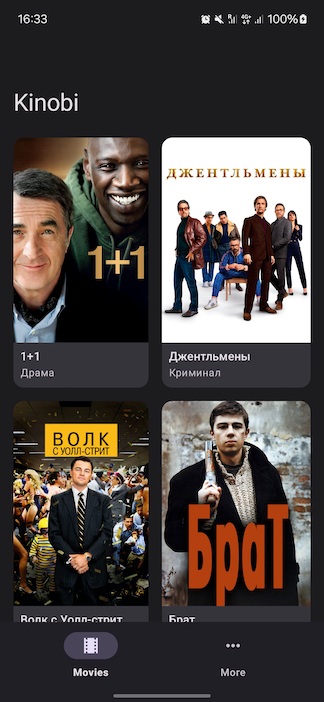 16:33
4G+
100%
Kinobi
1+1
ДЖЕНТЛЬМЕНЫ
1+1
Драма
Джентльмены
Криминал
ВОЛК
С УОЛЛ-СТРИТ
БраТ
Волк с Уолл-стрит
Брат
Movies
More